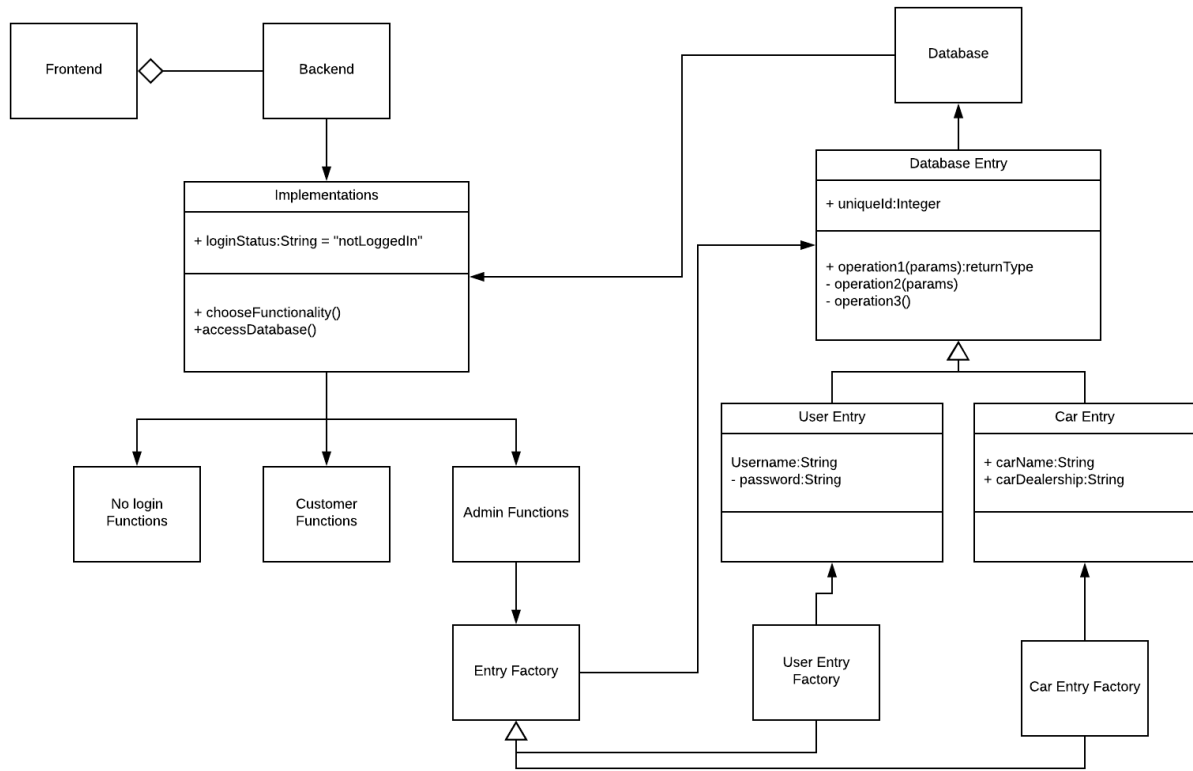 Frontend
Backend
Database
Implementations
+ loginStatus:String = "notLoggedIn"
+ chooseFunctionality()
+accessDatabase()
Database Entry
+ uniqueId:Integer
+ operation1(params):returnType
- operation2(params)
- operation3()
User Entry
Username:String
- password:String
Car Entry
+ carName:String
+ carDealership:String
No login
Functions
Customer
Functions
Admin Functions
Entry Factory
User Entry
Factory
Car Entry Factory